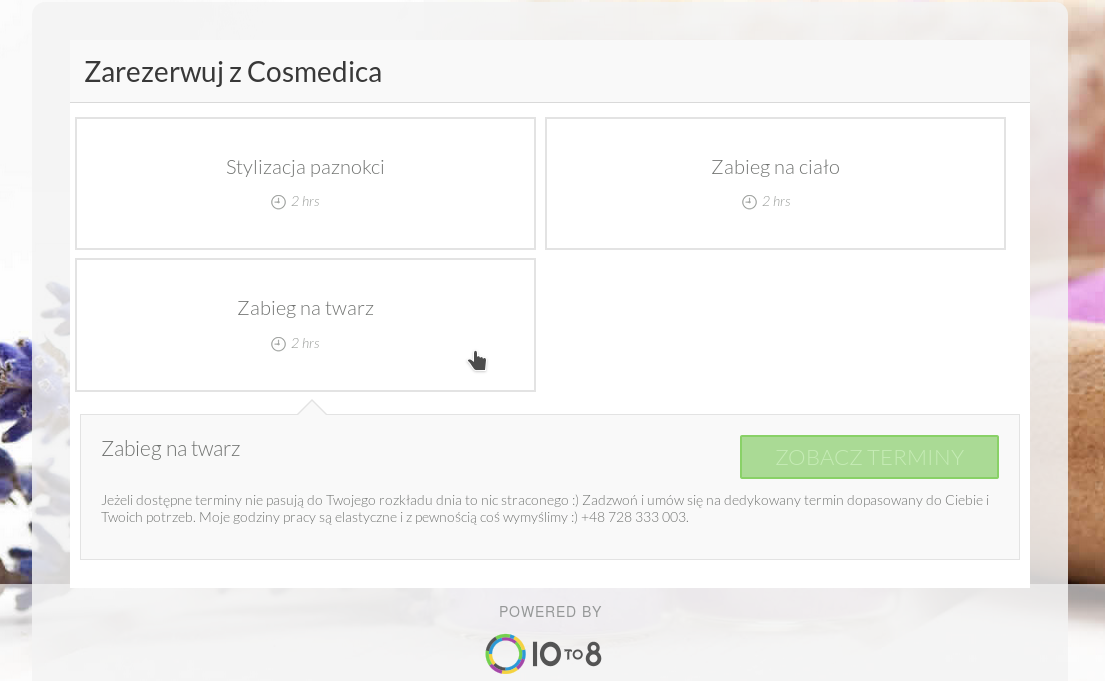 Zarezerwuj z Cosmedica
Stylizacja paznokci
2 hrs
Zabieg na ciało
2 hrs
Zabieg na twarz
2 hrs
Zabieg na twarz
ZOBACZ TERMINY
Jeżeli dostępne terminy nie pasują do Twojego rozkładu dnia to nic straconego :) Zadzwoń i umów się na dedykowany termin dopasowany do Ciebie i
Twoich potrzeb. Moje godziny pracy są elastyczne i z pewnością coś wymyślimy :) +48 728 333 003.
POWERED BY
10 TO 8